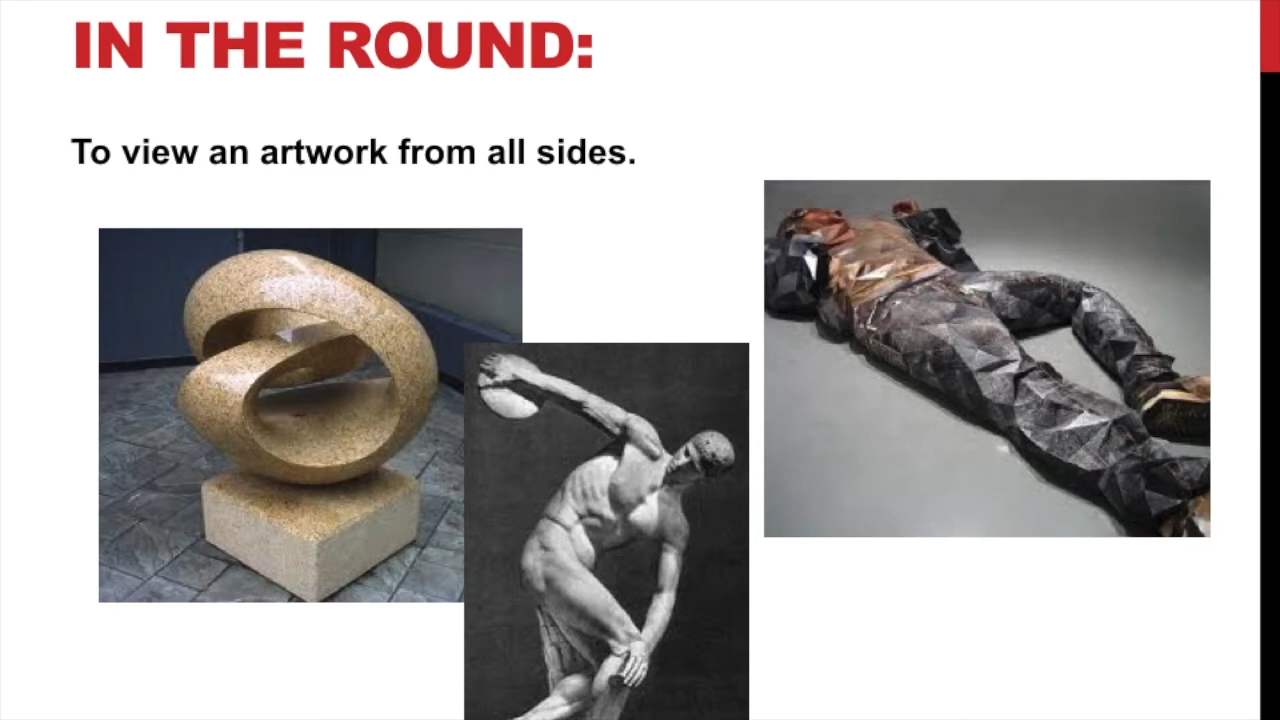 IN THE ROUND:
To view an artwork from all sides.